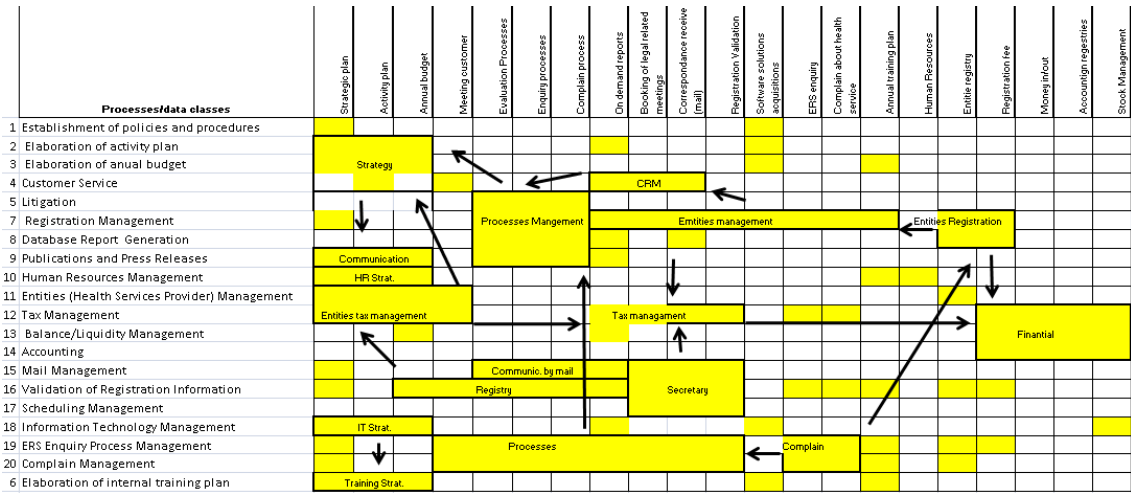 Processes/data classes
Strategic plan
Activity plan
Annual budget
Meeting customer
Evaluation Processes
Enquiry processes
Complain process
On demand reports
Booking of legal related
meetings
Correspondance receive
(mail)
Registration Validation
Software solutions
acquisitions
ERS enquiry
Complain about health
service
Annual training plan
Human Resources
Entitie registry
Registration fee
Money in/out
Accountign regestries
Stock Management
1 Establishment of policies and procedures
2 Elaboration of activity plan
3 Elaboration of anual budget
Strategy
4 Customer Service
CRM
5 Litigation
7 Registration Management
Processes Mangement
Emtities management
Entities Registration
8 Database Report Generation
9 Publications and Press Releases
Communication
10 Human Resources Management
HR Strat.
11 Entities (Health Services Provider) Management
12 Tax Management
Entities tax management
Tax managament
13 Balance/Liquidity Management
Finantial
14 Accounting
15 Mail Management
Communic. by mail
16 Validation of Registration Information
Registry
Secretary
17 Scheduling Management
18 Information Technology Management
IT Strat.
19 ERS Enquiry Process Management
Processes
Complain
20 Complain Management
6 Elaboration of internal training plan
Training Strat.